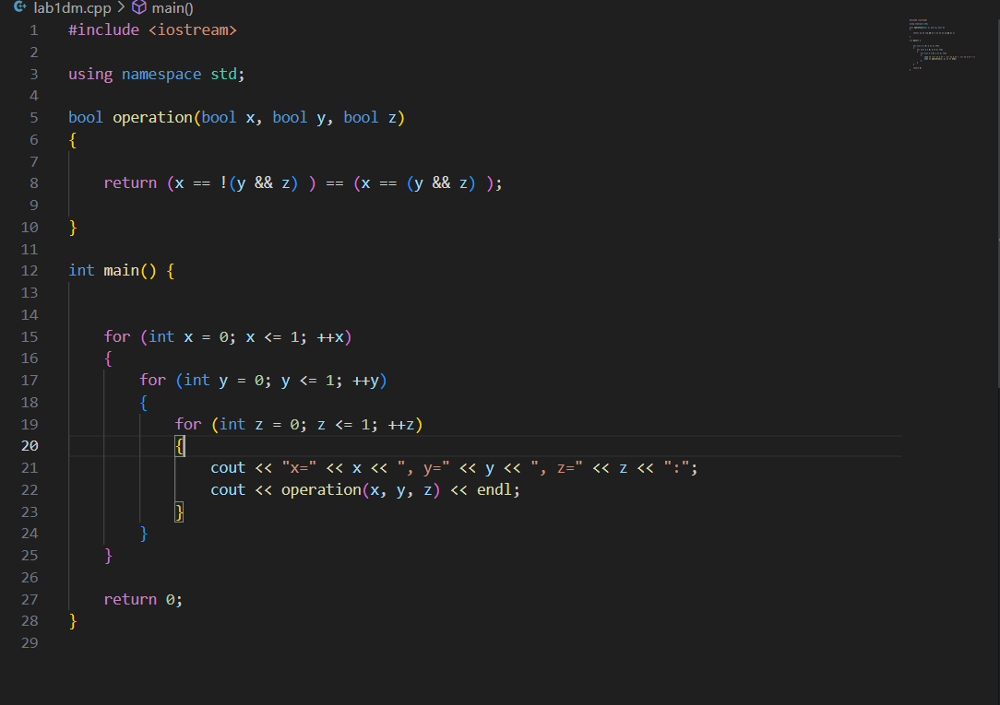 lab1dm.cpp > main()
1 #include <iostream>
2
3 using namespace std;
4
5 bool operation(bool x, bool y, bool z)
6 {
7
8 return (x == !(y && z) ) == (x == (y && z) );
9
10 }
11
12 int main() {
13
14
15 for (int x = 0; x <= 1; ++x)
16 {
17 for (int y = 0; y <= 1; ++y)
18 {
19 for (int z = 0; z <= 1; ++z)
20 {
21 cout << "x=" << x << ", y=" << y << ", z=" << z << ":";
22 cout << operation(x, y, z) << endl;
23 }
24 }
25 }
26
27 return 0;
28 }
29